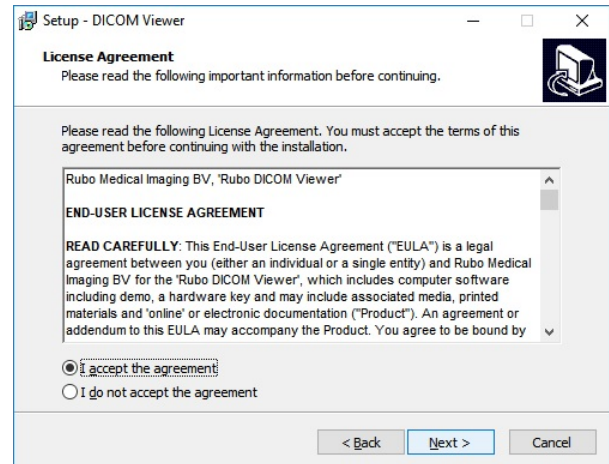 Setup - DICOM Viewer
License Agreement
Please read the following important information before continuing.
Please read the following License Agreement. You must accept the terms of this
agreement before continuing with the installation.
Rubo Medical Imaging BV, 'Rubo DICOM Viewer'
END-USER LICENSE AGREEMENT
READ CAREFULLY: This End-User License Agreement ("EULA") is a legal
agreement between you (either an individual or a single entity) and Rubo Medical
Imaging BV for the 'Rubo DICOM Viewer', which includes computer software
including demo, a hardware key and may include associated media, printed
materials and 'online' or electronic documentation ("Product"). An agreement or
addendum to this EULA may accompany the Product. You agree to be bound by
I accept the agreement
I do not accept the agreement
< Back
Next >
Cancel